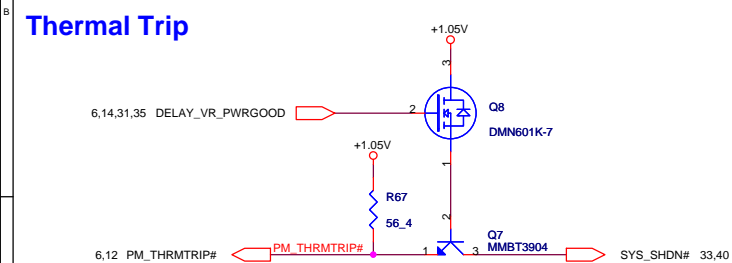 B
Thermal Trip
+1.05V
3
6,14,31,35 DELAY_VR_PWRGOOD
2
Q8
DMN601K-7
+1.05V
1
R67
56_4
2
Q7
MMBT3904
6,12 PM_THRMTRIP#
PM_THRMTRIP#
1
3
SYS_SHDN# 33,40